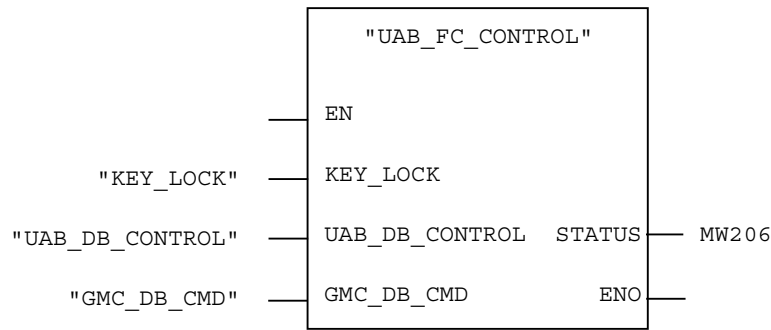 "UAB_FC_CONTROL"
EN
"KEY_LOCK" KEY_LOCK
"UAB_DB_CONTROL" UAB_DB_CONTROL STATUS MW206
"GMC_DB_CMD" GMC_DB_CMD ENO